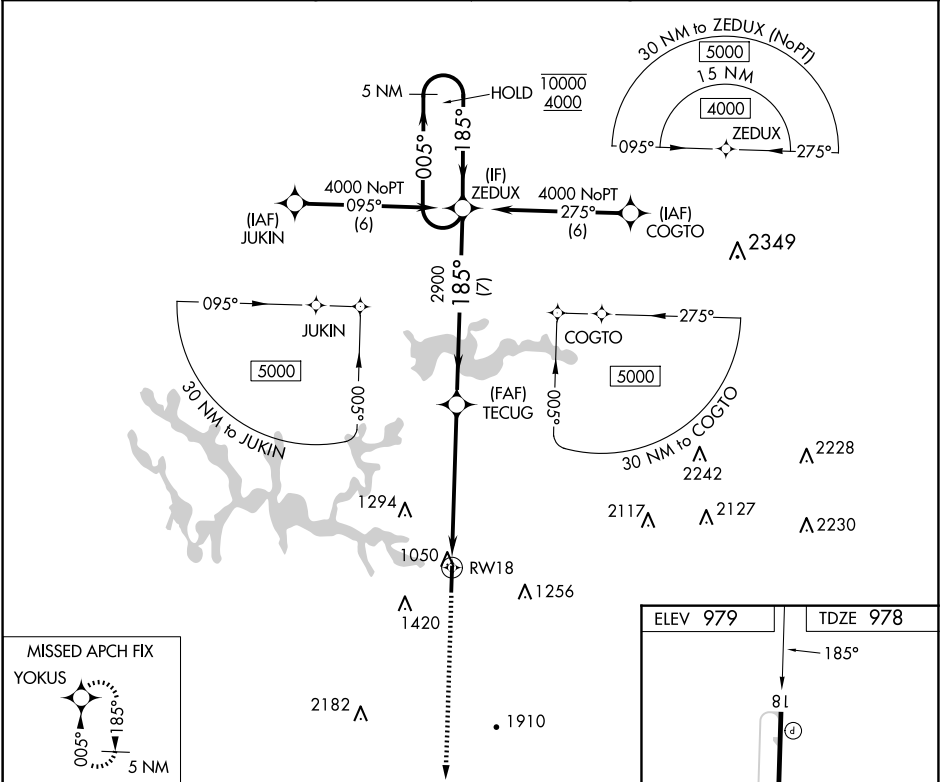 30 NM to ZEDUX (NoPT)
5000
15 NM
4000
ZEDUX
095°
275°
5 NM
HOLD
10000
4000
005°
185°
(IF)
ZEDUX
4000 NoPT
095°
(6)
(IAF)
JUKIN
4000 NoPT
275°
(6)
(IAF)
COGTO
2349
2900
185°
(7)
095°
JUKIN
5000
005°
30 NM to JUKIN
275°
COGTO
5000
005°
30 NM to COGTO
(FAF)
TECUG
2228
2242
1294
2117
2127
2230
1050
RW18
1256
1420
2182
1910
MISSED APCH FIX
YOKUS
005°
185°
5 NM
ELEV 979
TDZE 978
185°
18
P